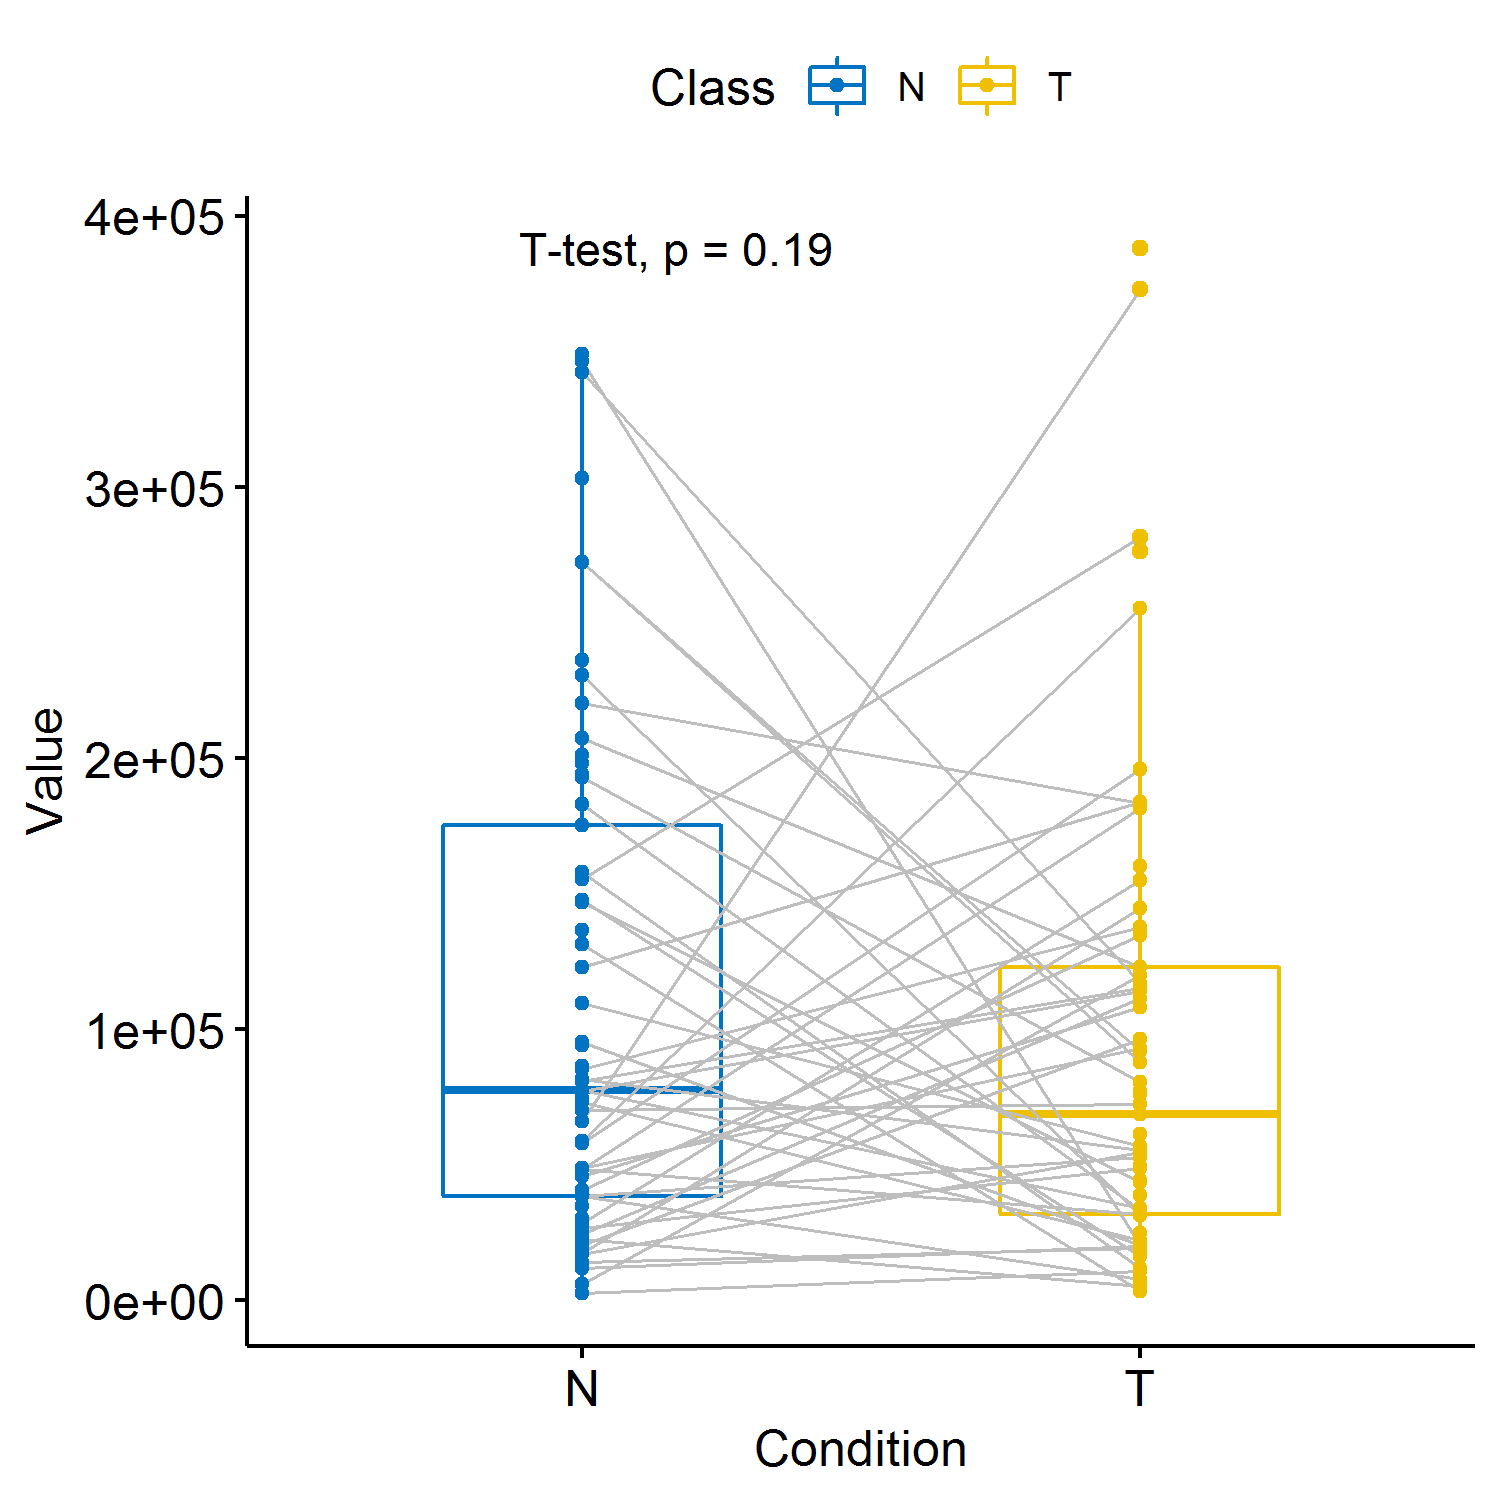 Class N T
T-test, p = 0.19
4e+05
3e+05
2e+05
1e+05
0e+00
Value
N T
Condition